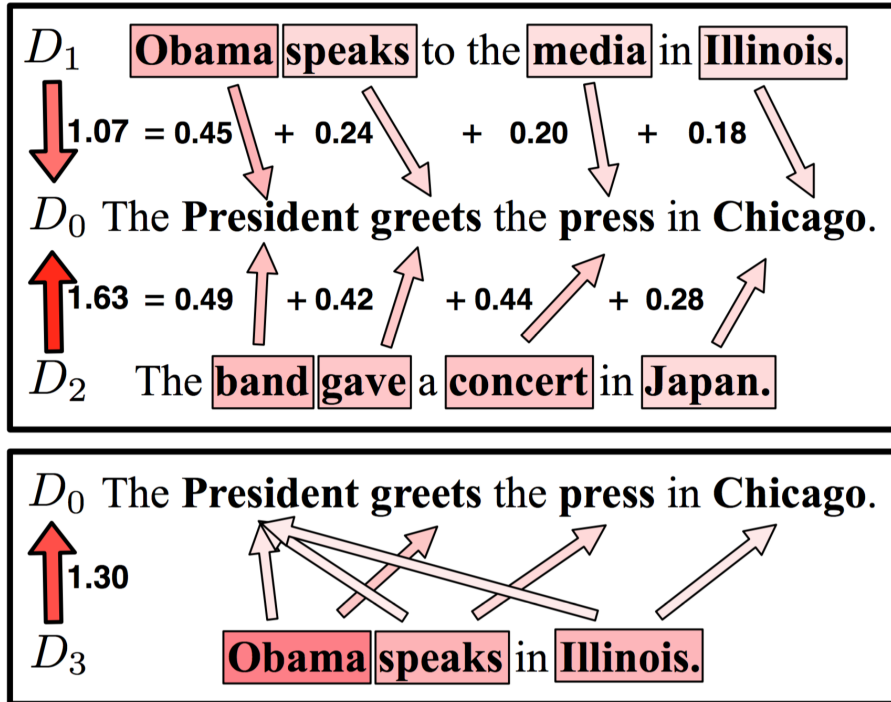 D₁ Obama speaks to the media in Illinois.
1.07 = 0.45 + 0.24 + 0.20 + 0.18
D₀ The President greets the press in Chicago.
1.63 = 0.49 + 0.42 + 0.44 + 0.28
D₂ The band gave a concert in Japan.
D₀ The President greets the press in Chicago.
1.30
D₃ Obama speaks in Illinois.